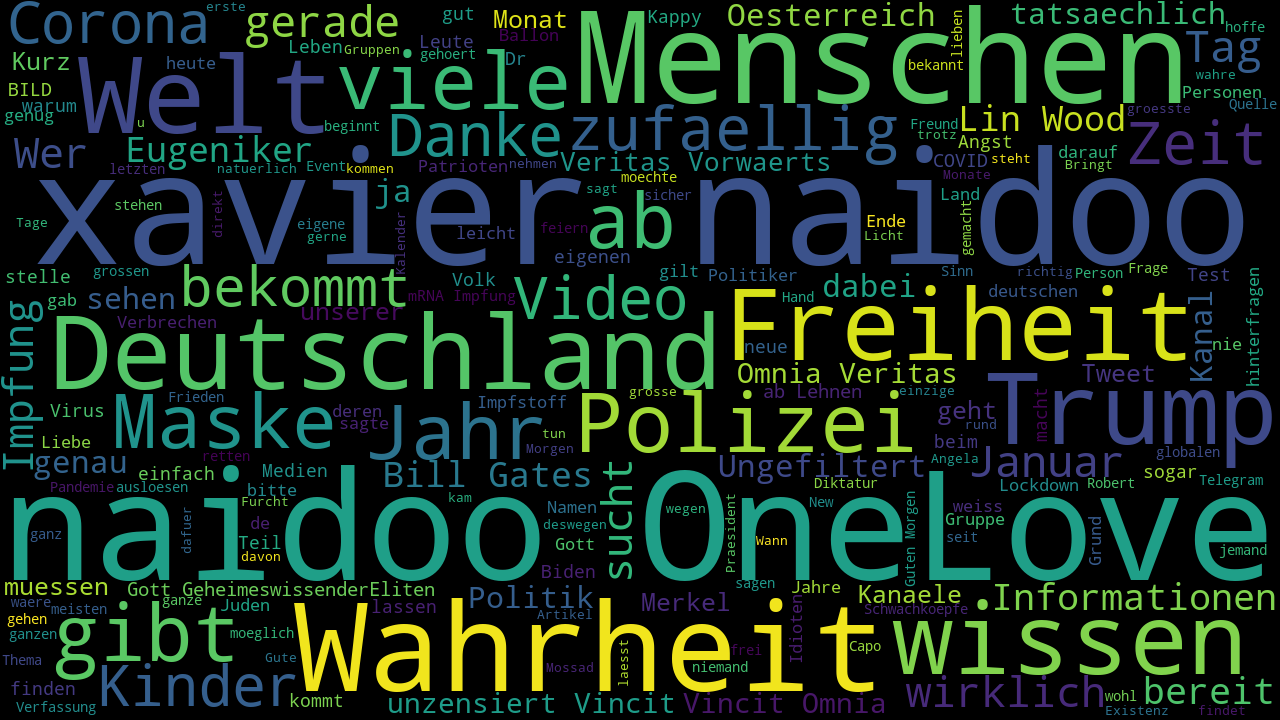 Corona
gerade
erste
gut
Monat
Kappy
Oesterreich
tatsaechlich
hoffe
Kurz
Welt
heute
Leben
Gruppen
Leute
gehoert
Ballon
Dr
Menschen
lieben
bekannt
Tag
wahre
Personen
BILD
warum
genug
viele
u
beginnt
Danke
zufaellig
Freund
trotz
Lin Wood
Angst
groesste
Quelle
Zeit
Wer
Eugeniker
letzten
natuerlich
Event
kommen
Patrioten
nehmen
Veritas Vorwaerts
moechte
COVID
steht
Monate
darauf
Bringt
xavier naidoo
ja
sagt
sicher
ab
Land
Tage
stehen
direkt
eigene
gerne
Kalender
leicht
feiern
eigenen
Ende
Licht
gemacht
stelle
grossen
gab
sehen
bekommt
Volk
mRNA Impfung
unserer
Verbrechen
Video
gilt
Politiker
Hand
dabei
Sinn
richtig
deutschen
Person
Frage
Test
hinterfragen
Impfung
Deutschland
Freiheit
neue
Kanal
nie
Omnia Veritas
Tweet
Virus
Liebe
Frieden
Maske
deren
sagte
Jahr
Impfstoff
tun
Morgen
grosse
Polizei
ab Lehnen
einzige
geht
rund
beim
macht
Trump
globalen
genau
retten
einfach
Medien
bitte
Bill Gates
sucht
Ungefiltert
Diktatur
Angela
Januar
Lockdown
Robert
sogar
Telegram
Pandemie
ausloesen
Furcht
kam
naidoo
OneLove
Namen
deswegen
wegen
New
weiss
Gruppe
seit
Grund
jemand
ganz
dafuer
de
Teil
davon
Gott
Biden
Praesident
Wann
Guten Morgen
sagen
muessen
Gott GeheimeswissenderEliten
waere
meisten
ganze
Juden
lassen
Politik
Artikel
Merkel
Jahre
Kanaele
Schwachkoepfe
Informationen
gehen
ganzen
gibt
moeglich
Wahrheit
Idioten
wissen
Thema
Gute
Mossad
laesst
frei
niemand
Capo
finden
Verfassung
Kinder
kommt
unzensiert Vincit
Vincit Omnia
wirklich
wohl
Existenz
bereit
findet